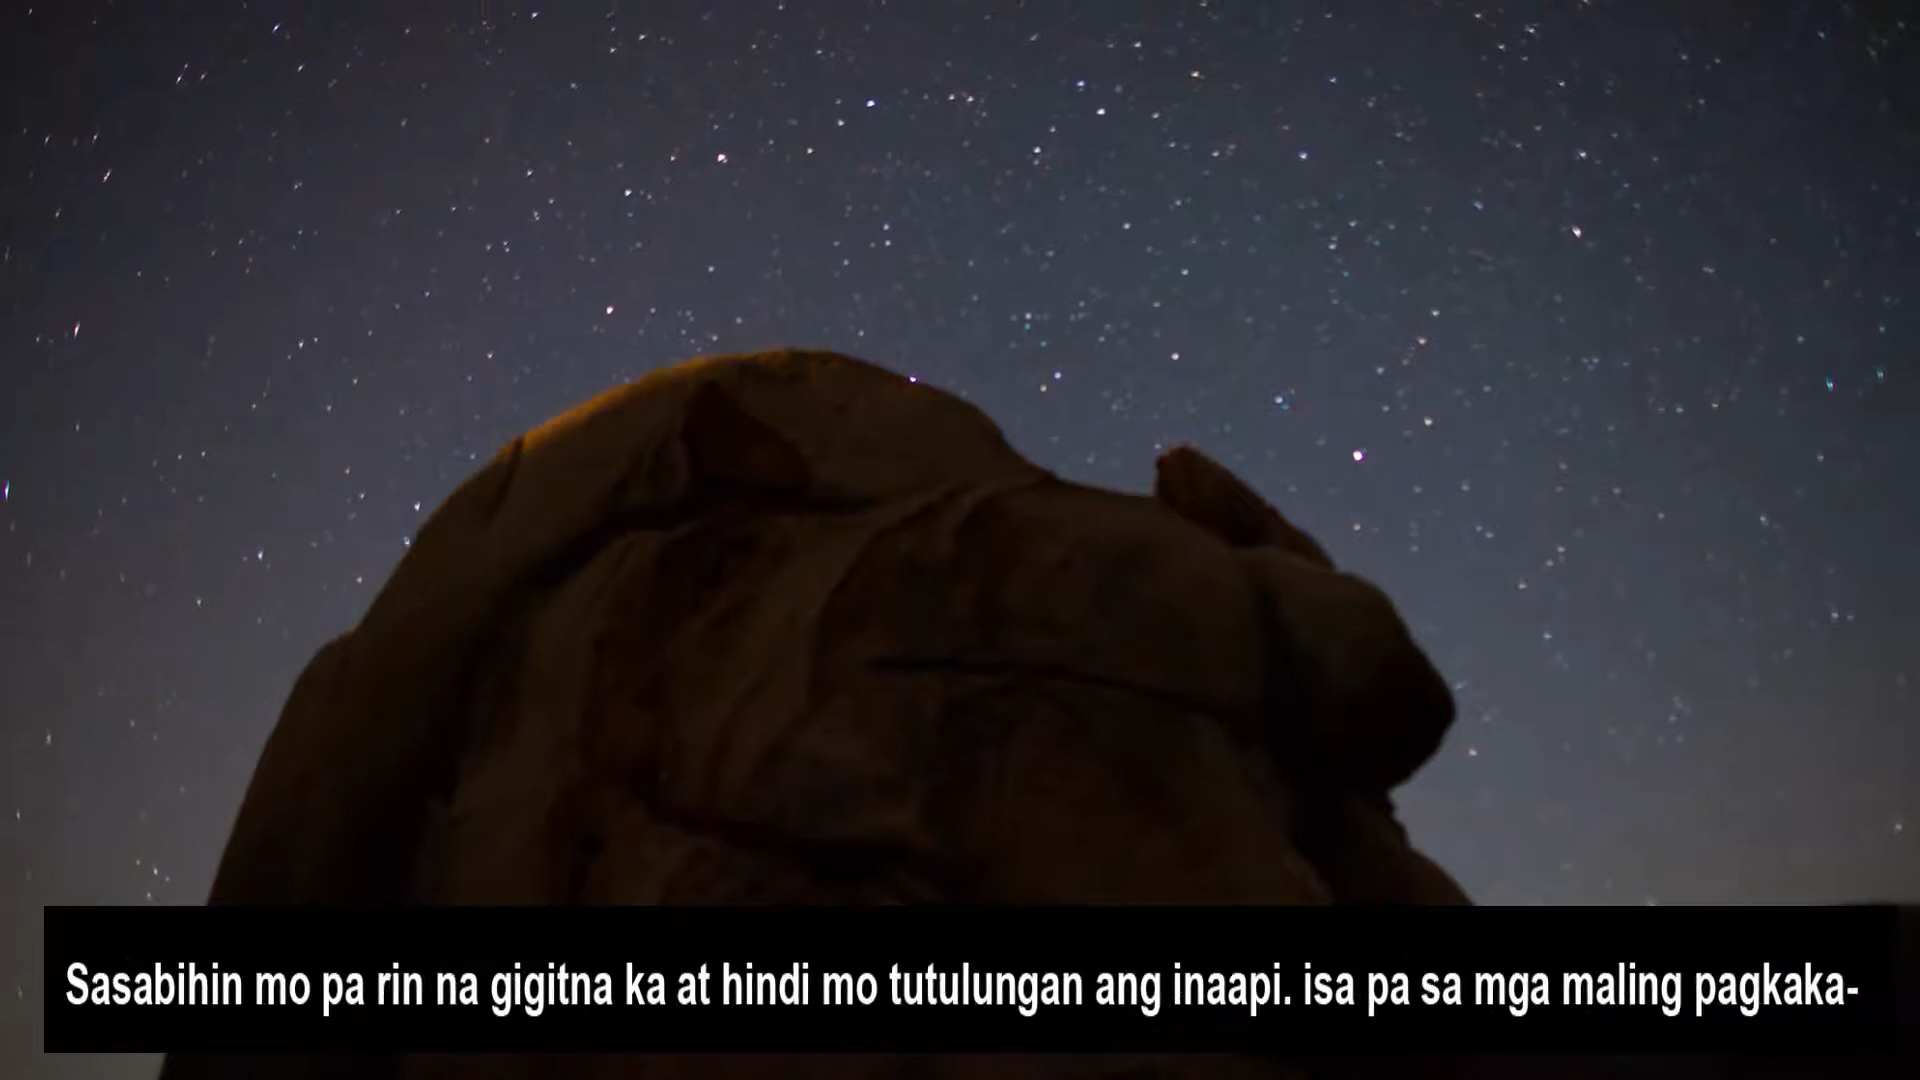 Sasabihin mo pa rin na gigitna ka at hindi mo tutulungan ang inaapi. isa pa sa mga maling pagkaka-